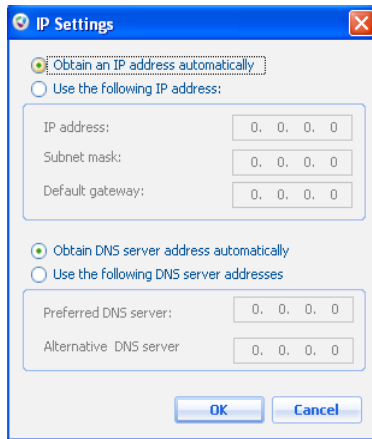 IP Settings
Obtain an IP address automatically
Use the following IP address:
IP address: 0. 0. 0. 0
Subnet mask: 0. 0. 0. 0
Default gateway: 0. 0. 0. 0
Obtain DNS server address automatically
Use the following DNS server addresses
Preferred DNS server: 0. 0. 0. 0
Alternative DNS server 0. 0. 0. 0
OK Cancel